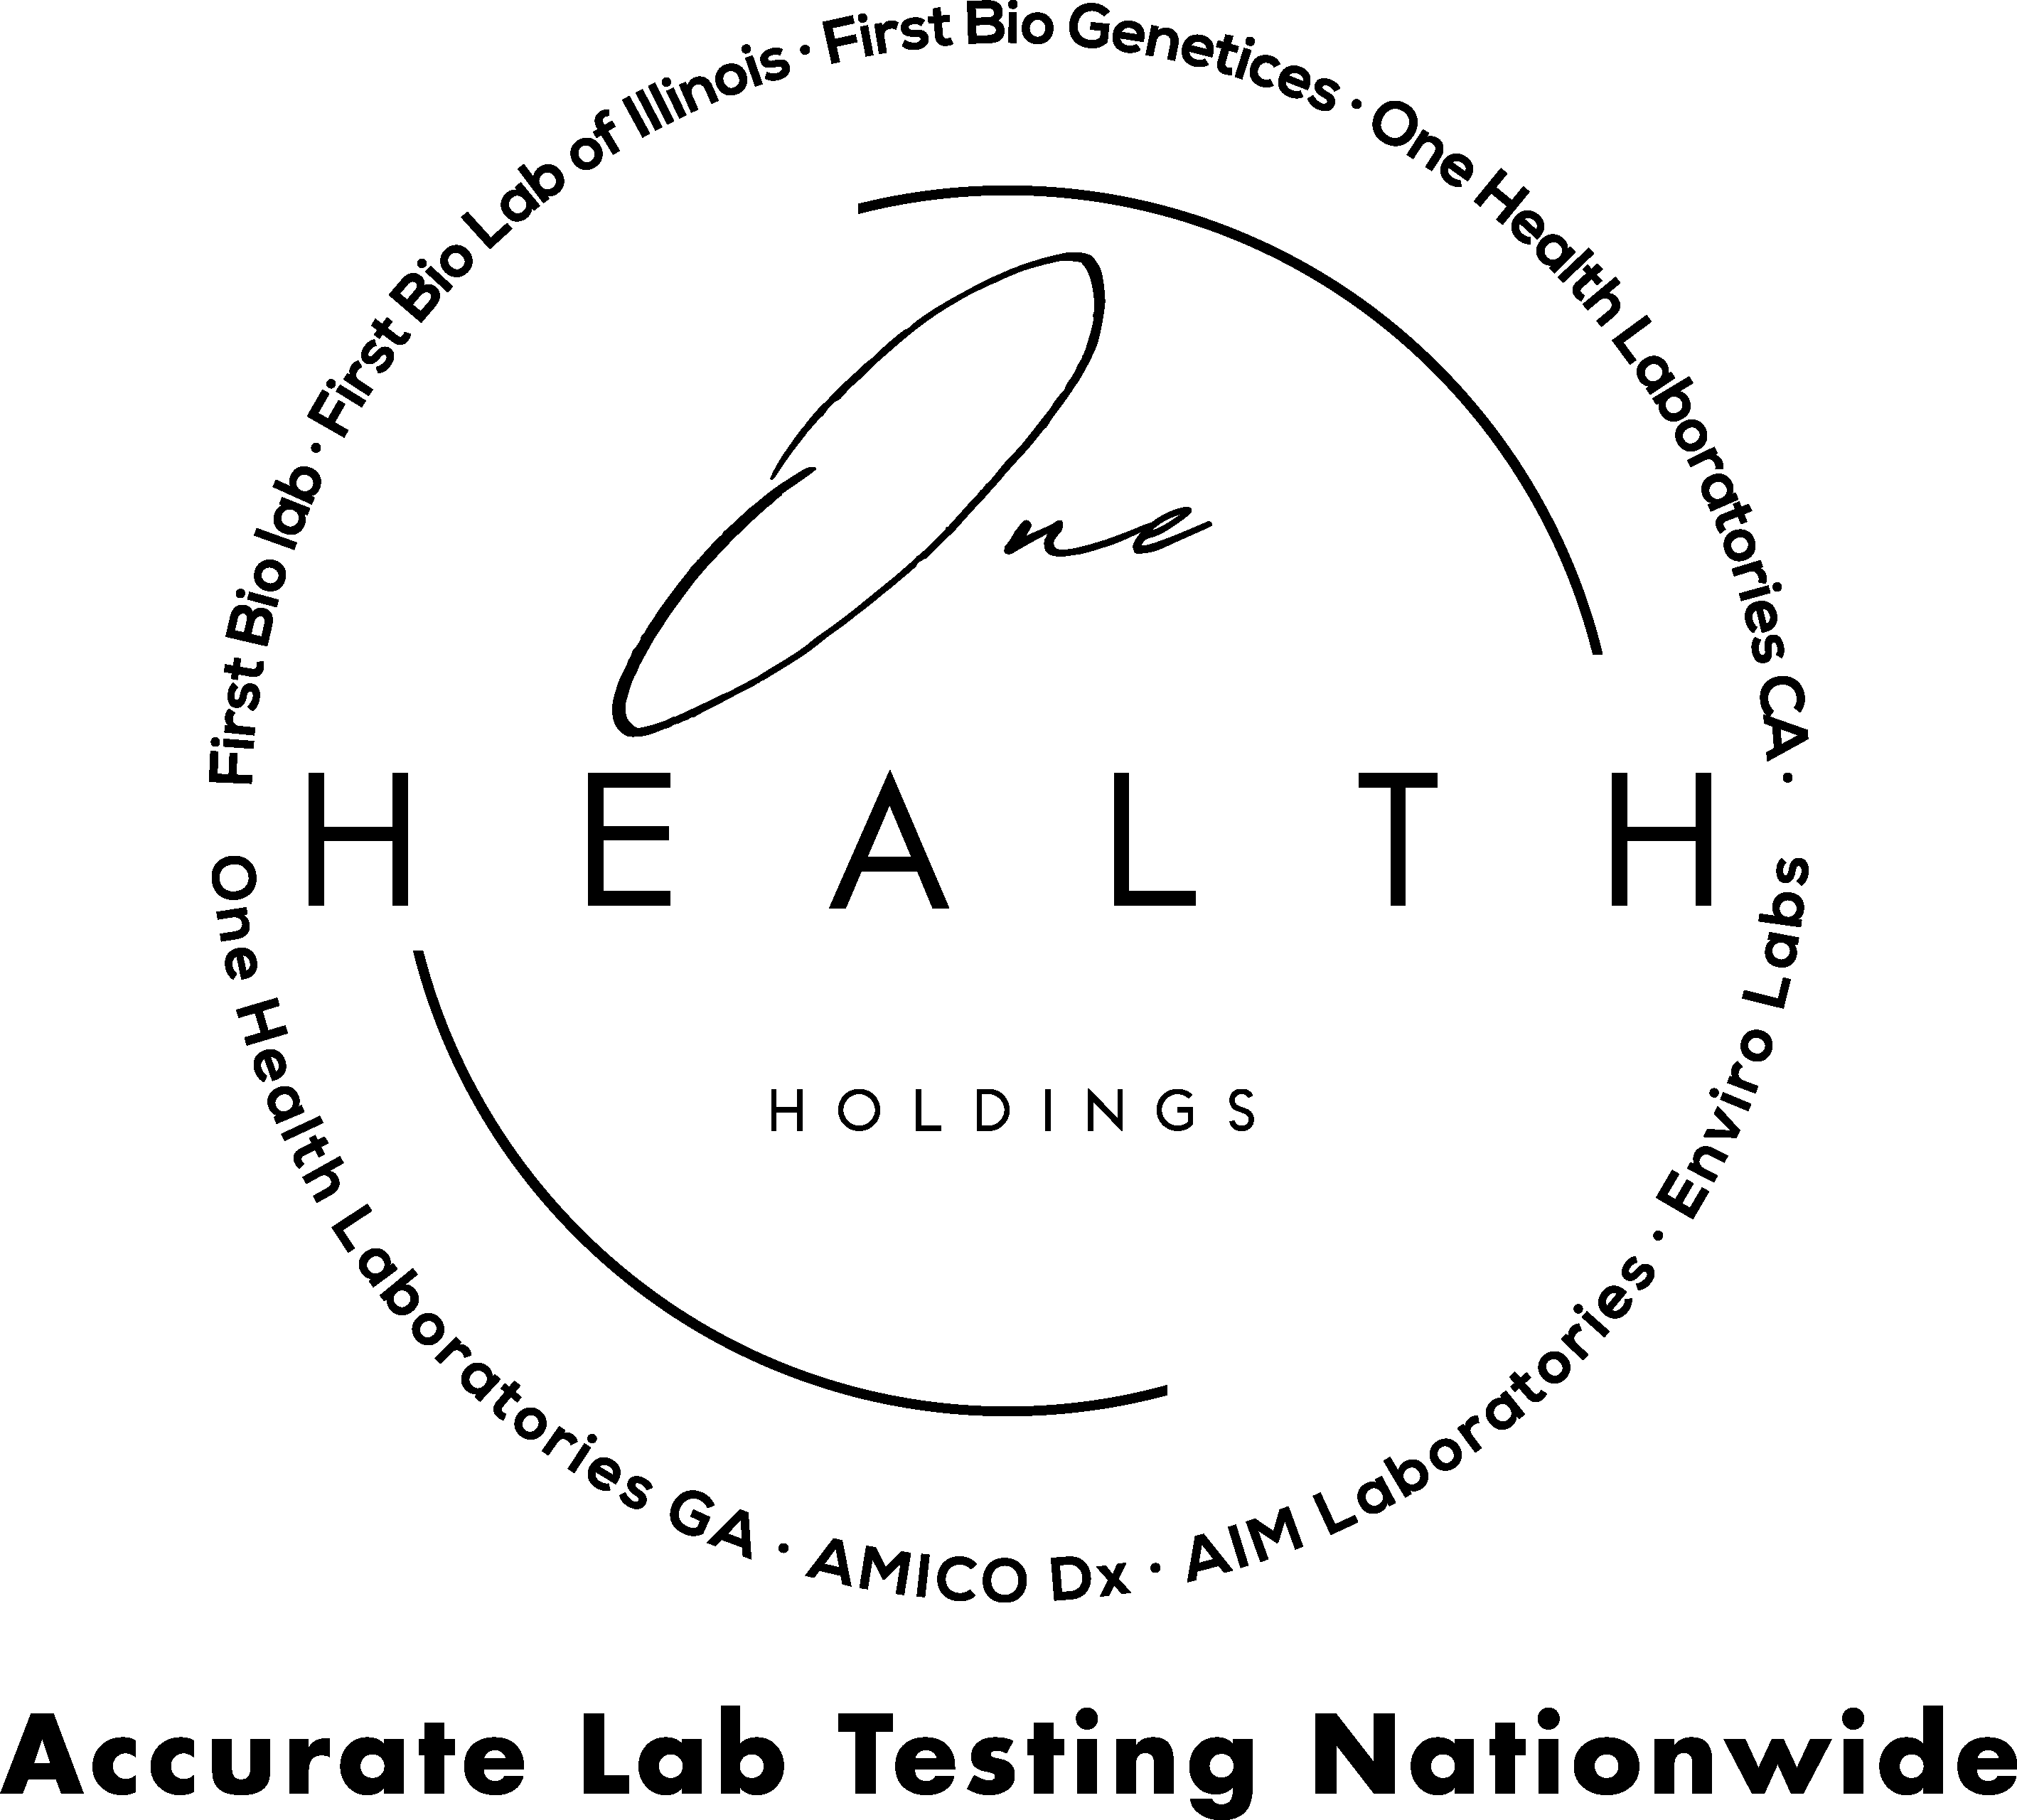 First Bio lab · First Bio Lab of Illinois · First Bio Genetices · One Health Laboratories CA ·
One
HEALTH
HOLDINGS
One Health Laboratories GA · AMICO Dx · AIM Laboratories · Enviro Labs
Accurate Lab Testing Nationwide